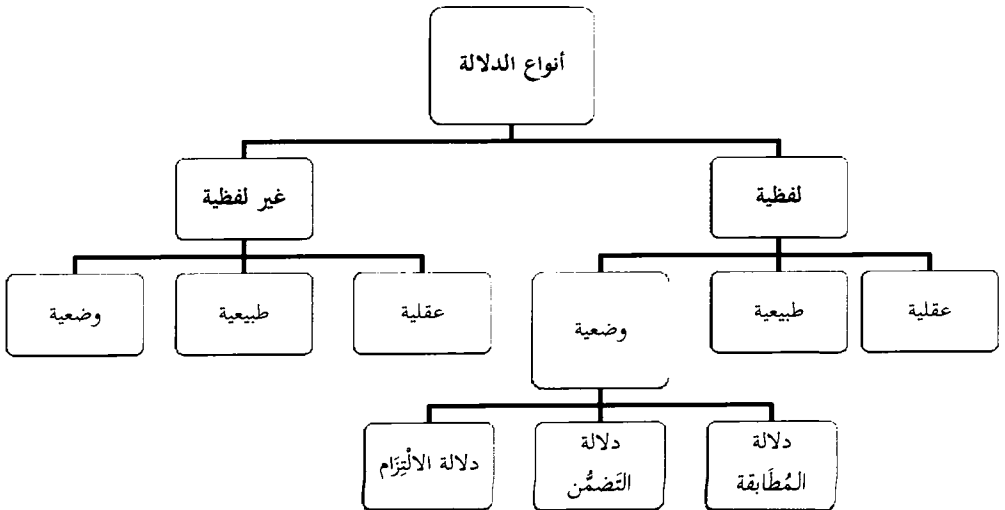 أنواع الدلالة
لفظية
غير لفظية
عقلية
طبيعية
وضعية
عقلية
طبيعية
وضعية
دلالة
المُطَابقة
دلالة
التَضمُّن
دلالة الالْتِزَام